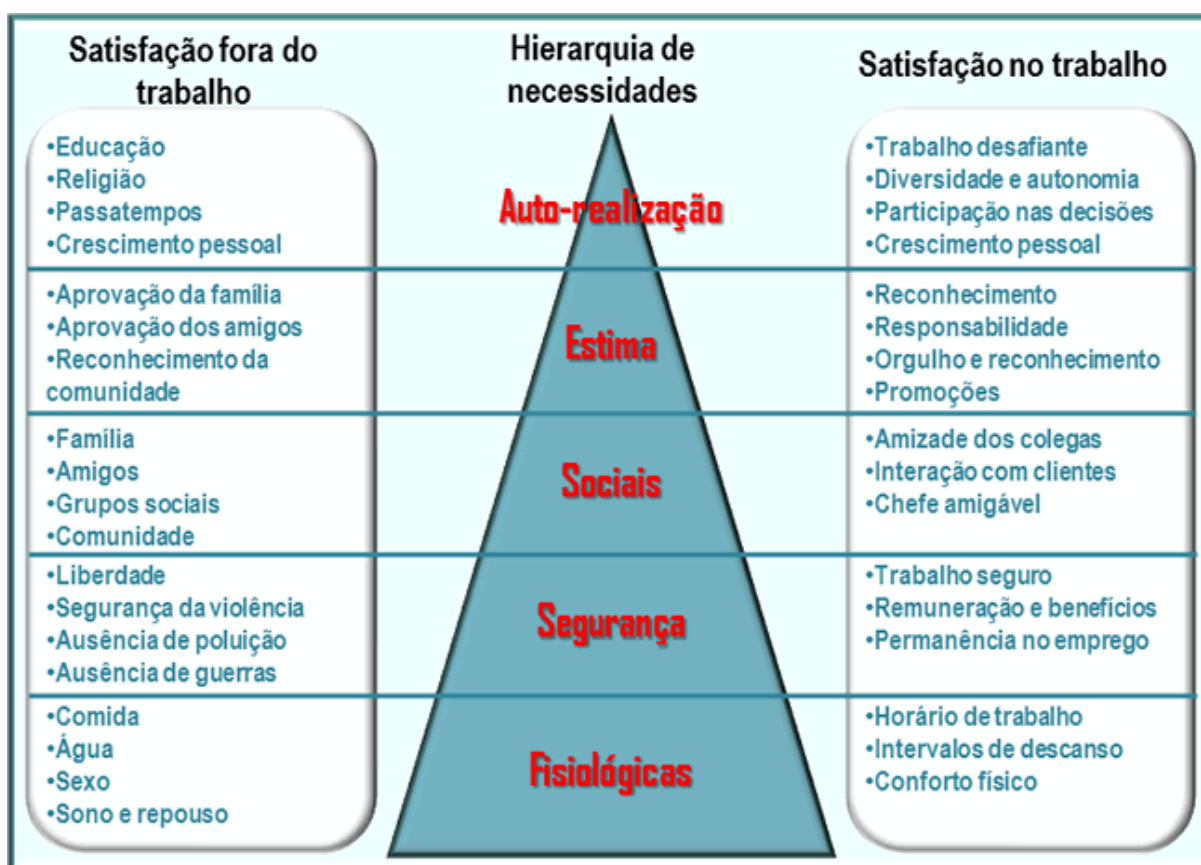 Satisfação fora do
trabalho
Hierarquia de
necessidades
Satisfação no trabalho
•Educação
•Religião
•Passatempos
•Crescimento pessoal
Auto-realização
•Trabalho desafiante
•Diversidade e autonomia
•Participação nas decisões
•Crescimento pessoal
•Aprovação da família
•Aprovação dos amigos
•Reconhecimento da
comunidade
Estima
•Reconhecimento
•Responsabilidade
•Orgulho e reconhecimento
•Promoções
•Família
•Amigos
•Grupos sociais
•Comunidade
Sociais
•Amizade dos colegas
•Interação com clientes
•Chefe amigável
•Liberdade
•Segurança da violência
•Ausência de poluição
•Ausência de guerras
Segurança
•Trabalho seguro
•Remuneração e benefícios
•Permanência no emprego
•Comida
•Água
•Sexo
•Sono e repouso
Fisiológicas
•Horário de trabalho
•Intervalos de descanso
•Conforto físico